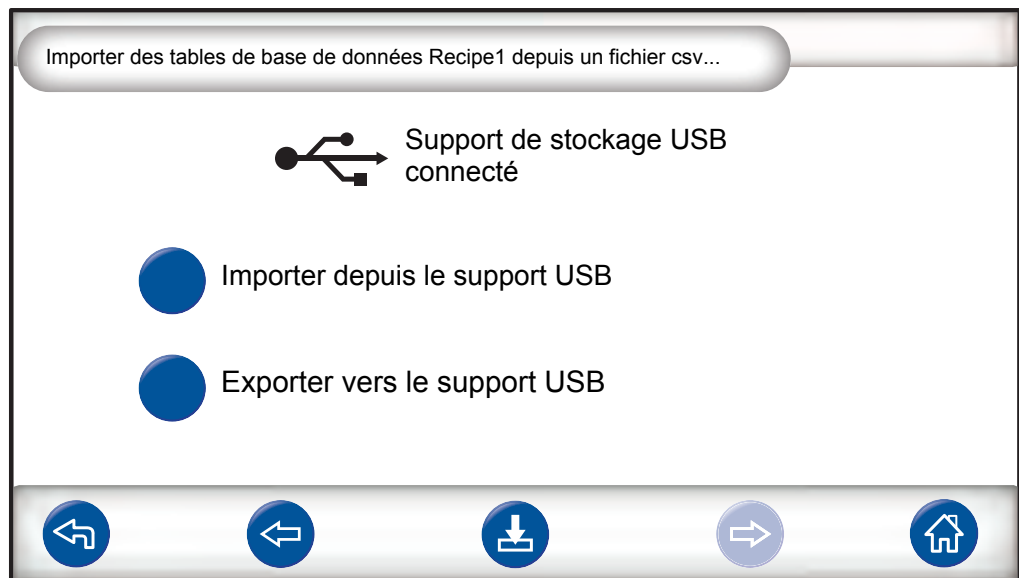 Importer des tables de base de données Recipe1 depuis un fichier csv...
Support de stockage USB
connecté
Importer depuis le support USB
Exporter vers le support USB